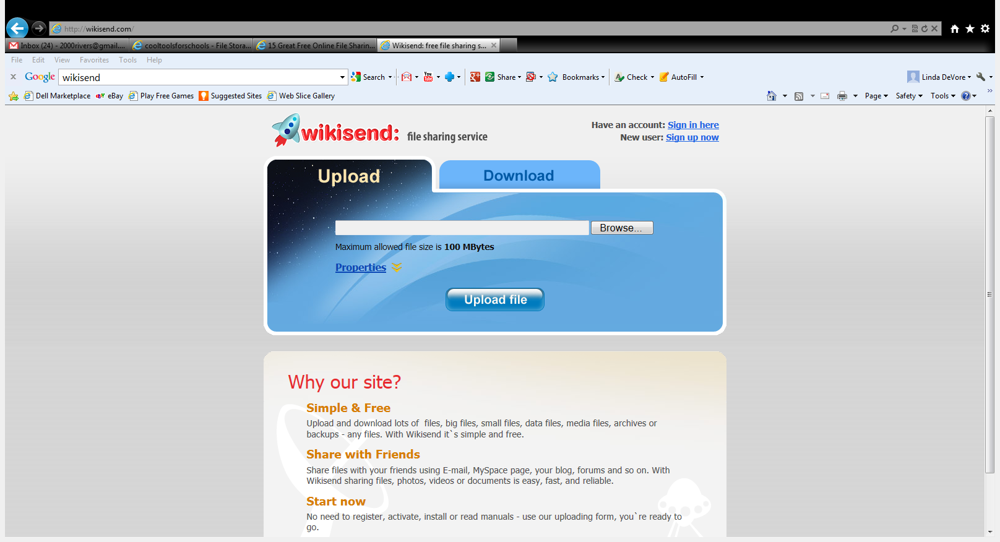 http://wikisend.com/
Inbox (24) - 2000rivers@gmail....
cooltoolsforschools - File Stora...
15 Great Free Online File Sharin...
Wikisend: free file sharing s...
File Edit View Favorites Tools Help
x Google wikisend Search Share Bookmarks Check AutoFill Linda DeVore
Dell Marketplace eBay Play Free Games Suggested Sites Web Slice Gallery Page Safety Tools
wikisend: file sharing service
Have an account: Sign in here
New user: Sign up now
Upload Download
Browse...
Maximum allowed file size is 100 MBytes
Properties
Upload file
Why our site?
Simple & Free
Upload and download lots of files, big files, small files, data files, media files, archives or
backups - any files. With Wikisend it`s simple and free.
Share with Friends
Share files with your friends using E-mail, MySpace page, your blog, forums and so on. With
Wikisend sharing files, photos, videos or documents is easy, fast, and reliable.
Start now
No need to register, activate, install or read manuals - use our uploading form, you`re ready to
go.